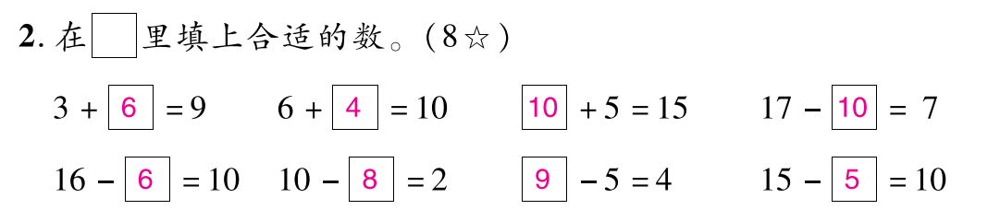 2. 在□里填上合适的数。(8☆)
3 + 6 = 9 6 + 4 = 10 10 + 5 = 15 17 - 10 = 7
16 - 6 = 10 10 - 8 = 2 9 - 5 = 4 15 - 5 = 10